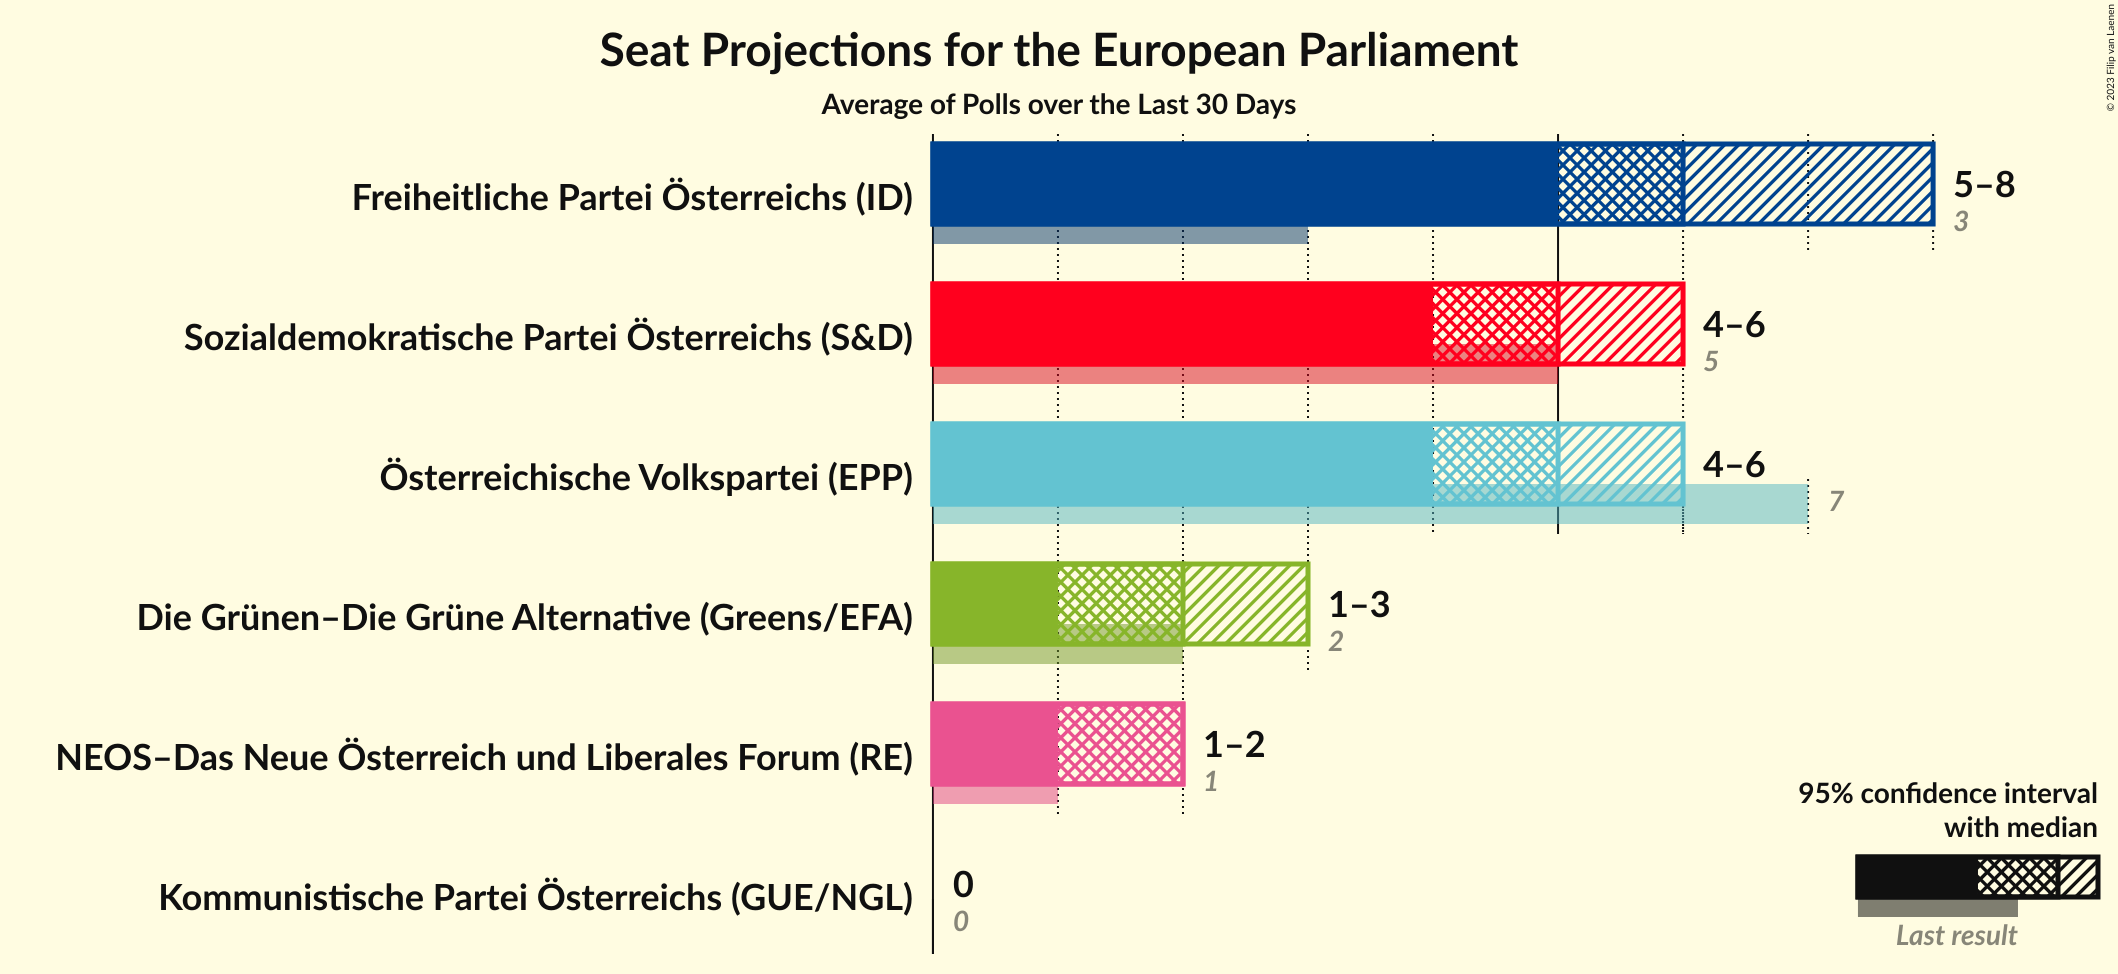 Seat Projections for the European Parliament
Average of Polls over the Last 30 Days
Freiheitliche Partei Österreichs (ID)
5–8
3
Sozialdemokratische Partei Österreichs (S&D)
4–6
5
Österreichische Volkspartei (EPP)
4–6
7
Die Grünen–Die Grüne Alternative (Greens/EFA)
1–3
2
NEOS–Das Neue Österreich und Liberales Forum (RE)
1–2
1
Kommunistische Partei Österreichs (GUE/NGL)
0
0
95% confidence interval
with median
Last result
© 2023 Filip van Laenen